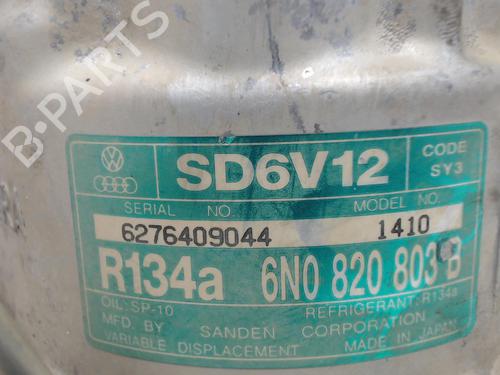 B-PARTS
SD6V12
CODE
SY3
SERIAL NO.
MODEL NO.
6276409044
1410
R134a
6N0 820 803 B
OIL: SP-10
REFRIGERANT: R134a
MFD. BY SANDEN CORPORATION
VARIABLE DISPLACEMENT
MADE IN JAPAN